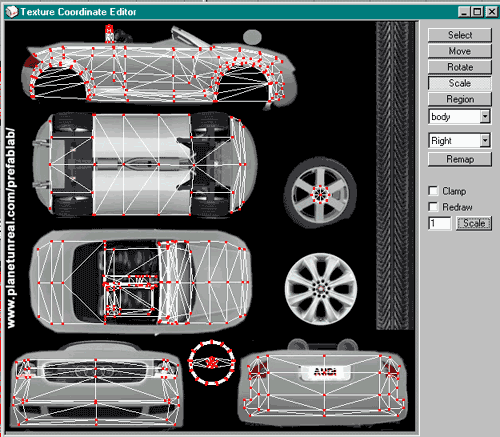 Texture Coordinate Editor
Select
Move
Rotate
Scale
Region
body
Right
Remap
Clamp
Redraw
1
Scale
www.planetunreal.com/prefablab/